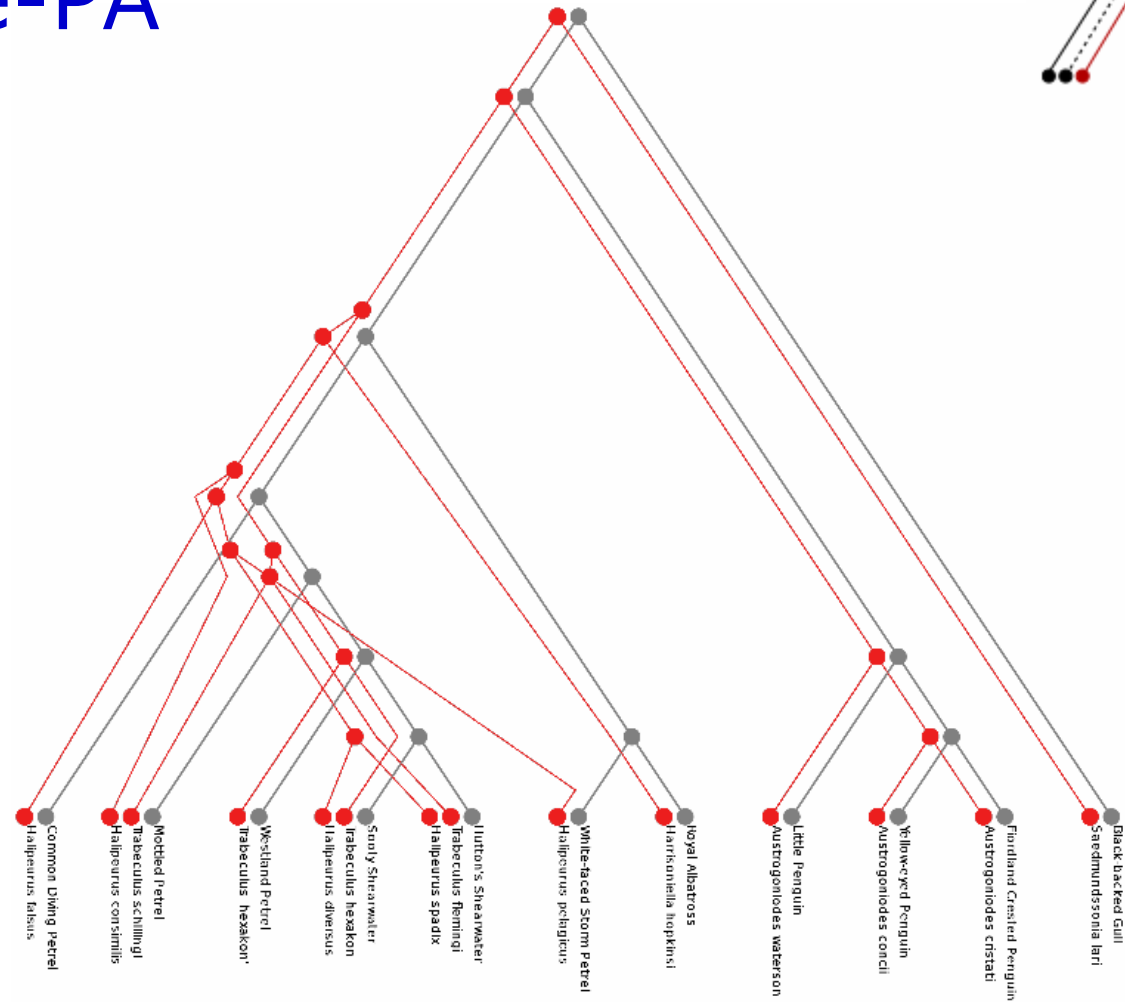 e-PA
Halipeurus falsus
Common Diving Petrel
Halipeurus consimilis
Trabeculus schillingi
Mottled Petrel
Trabeculus hexakon'
Westland Petrel
Halipeurus diversus
Trabeculus hexakon
Sooty Shearwater
Halipeurus spadix
Trabeculus flemingi
Hutton's Shearwater
Halipeurus pelagicus
White-faced Storm Petrel
Harrisoniella hopkinsi
Royal Albatross
Austrogoniodes waterson
Little Penguin
Austrogoniodes concii
Yellow-eyed Penguin
Austrogoniodes cristati
Fiordland Crested Penguin
Saedmundssonia lari
Black-backed Gull